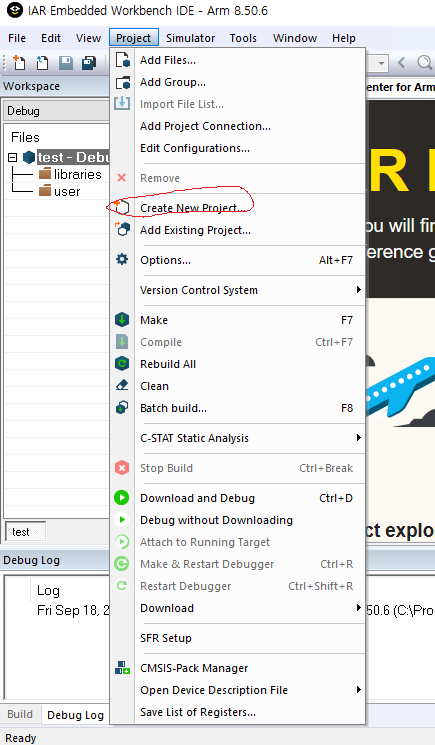 IAR Embedded Workbench IDE - Arm 8.50.6
File Edit View Project Simulator Tools Window Help
Workspace
Debug
Files
test - Debu
libraries
user
Add Files...
Add Group...
Import File List...
Add Project Connection...
Edit Configurations...
Remove
Create New Project...
Add Existing Project...
Options... Alt+F7
Version Control System
Make F7
Compile Ctrl+F7
Rebuild All
Clean
Batch build... F8
C-STAT Static Analysis
Stop Build Ctrl+Break
Download and Debug Ctrl+D
Debug without Downloading
Attach to Running Target
Make & Restart Debugger Ctrl+R
Restart Debugger Ctrl+Shift+R
Download
SFR Setup
CMSIS-Pack Manager
Open Device Description File
Save List of Registers...
enter for Arm
R
ou will fin
erence g
ct explo
test
Debug Log
Log
Fri Sep 18, 2
50.6 (C:\Pro
Build Debug Log
Ready